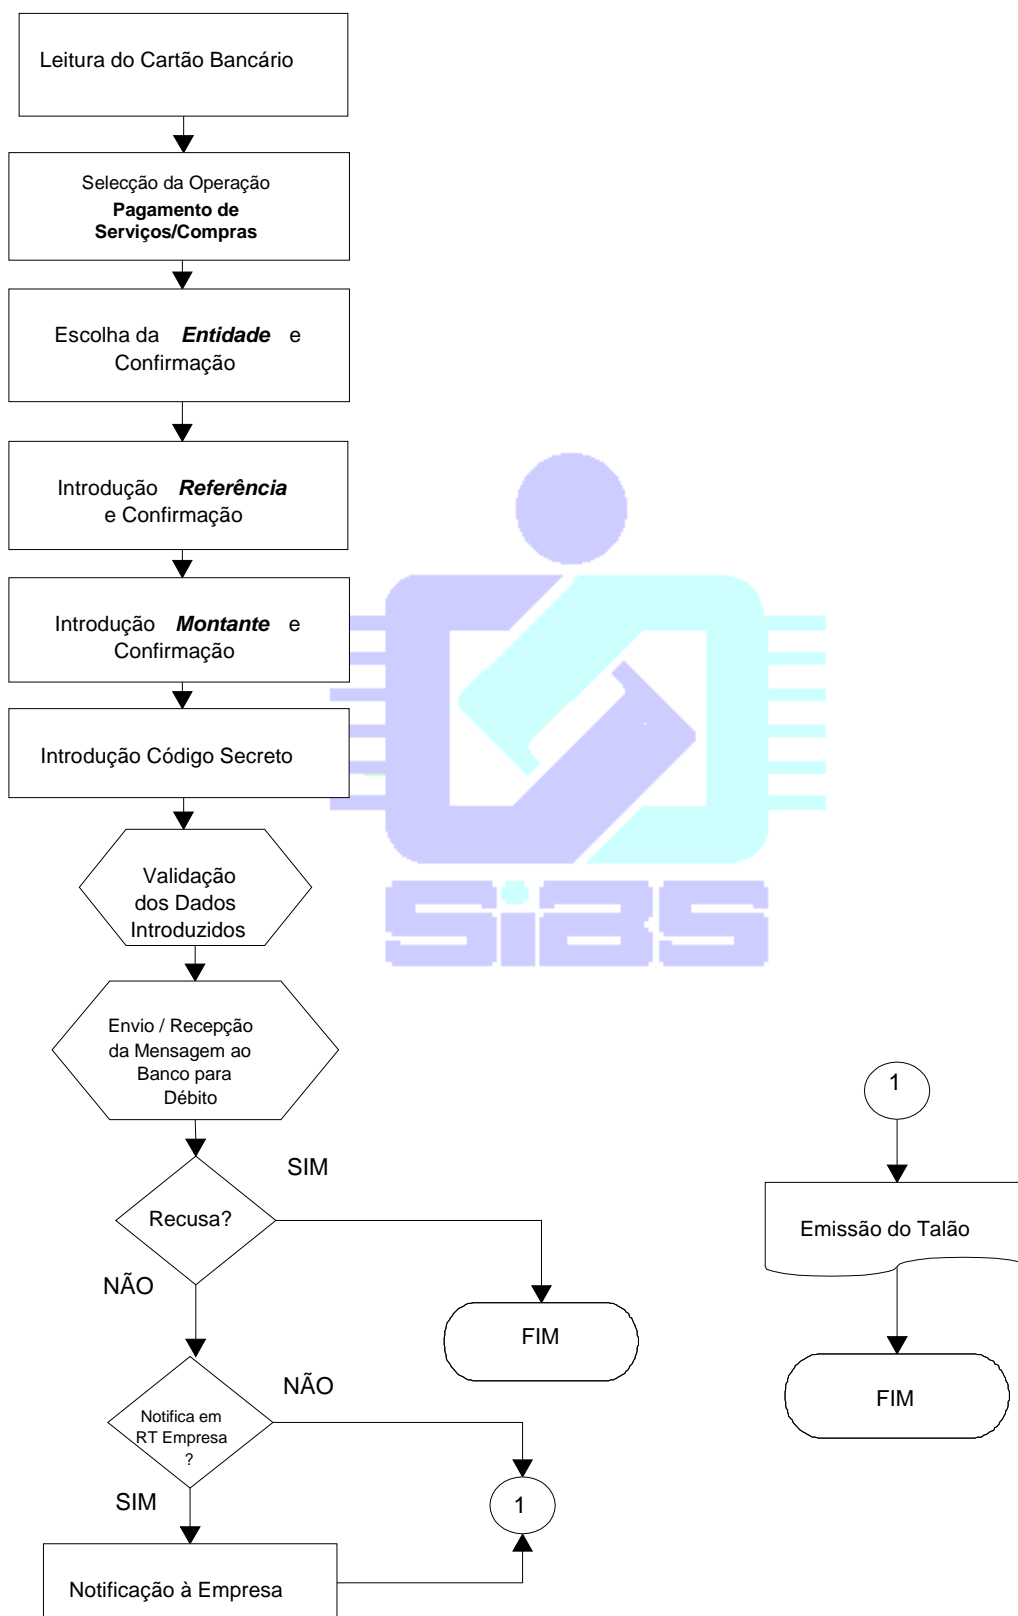 Leitura do Cartão Bancário
Selecção da Operação
Pagamento de
Serviços/Compras
Escolha da Entidade e
Confirmação
Introdução Referência
e Confirmação
Introdução Montante e
Confirmação
Introdução Código Secreto
SiBS
Validação
dos Dados
Introduzidos
Envio / Recepção
da Mensagem ao
Banco para
Débito
SIM
Recusa?
NÃO
FIM
NÃO
Notifica em
RT Empresa
?
SIM
1
Notificação à Empresa
1
Emissão do Talão
FIM